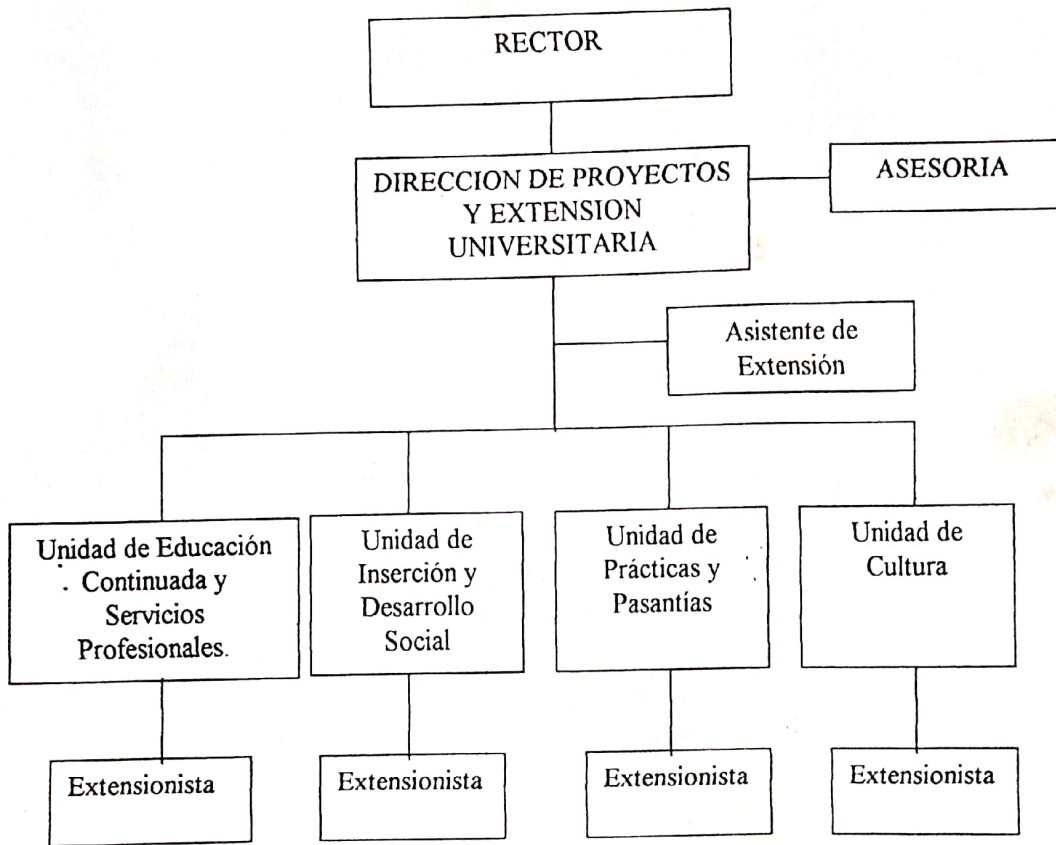 RECTOR
DIRECCION DE PROYECTOS
Y EXTENSION
UNIVERSITARIA
ASESORIA
Asistente de
Extensión
Unidad de Educación
Continuada y
Servicios
Profesionales.
Unidad de
Inserción y
Desarrollo
Social
Unidad de
Prácticas y
Pasantías
Unidad de
Cultura
Extensionista
Extensionista
Extensionista
Extensionista